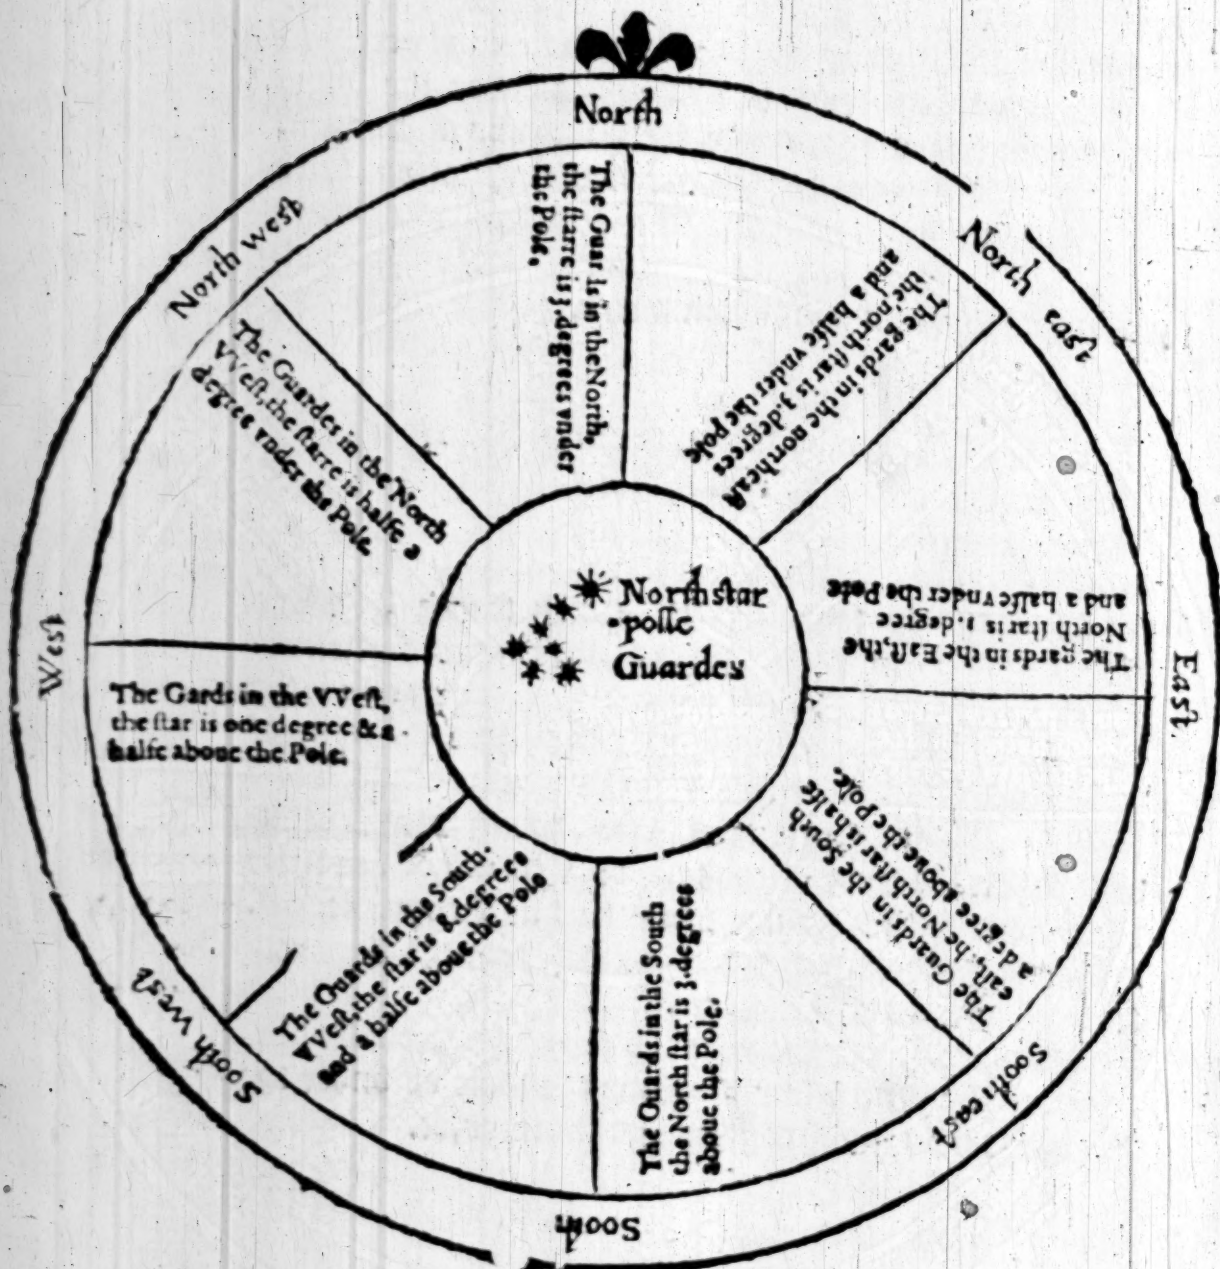 North
North east
East
Sooth east
Sooth
Sooth west
West
North west
The Guar is in the North,
the starre is 3. degrees vnder
the Pole,
The gards in the northeast
the north star is 3. degrees
and a halfe vnder the pole
The gards in the East, the
North star is 1. degree
and a halfe vnder the Pole
The Guards in the South
east, the North star is halfe
a degree aboue the Pole.
The Guards in the South
the North star is 3. degrees
aboue the Pole.
The Guards in the South-
VVest, the star is 8. degrees
and a halfe aboue the Pole
The Gards in the VVest,
the star is one degree & a
halfe aboue the Pole.
The Guardes in the North
VVest, the starre is halfe a
degree vnder the Pole.
North star
polle
Guardes